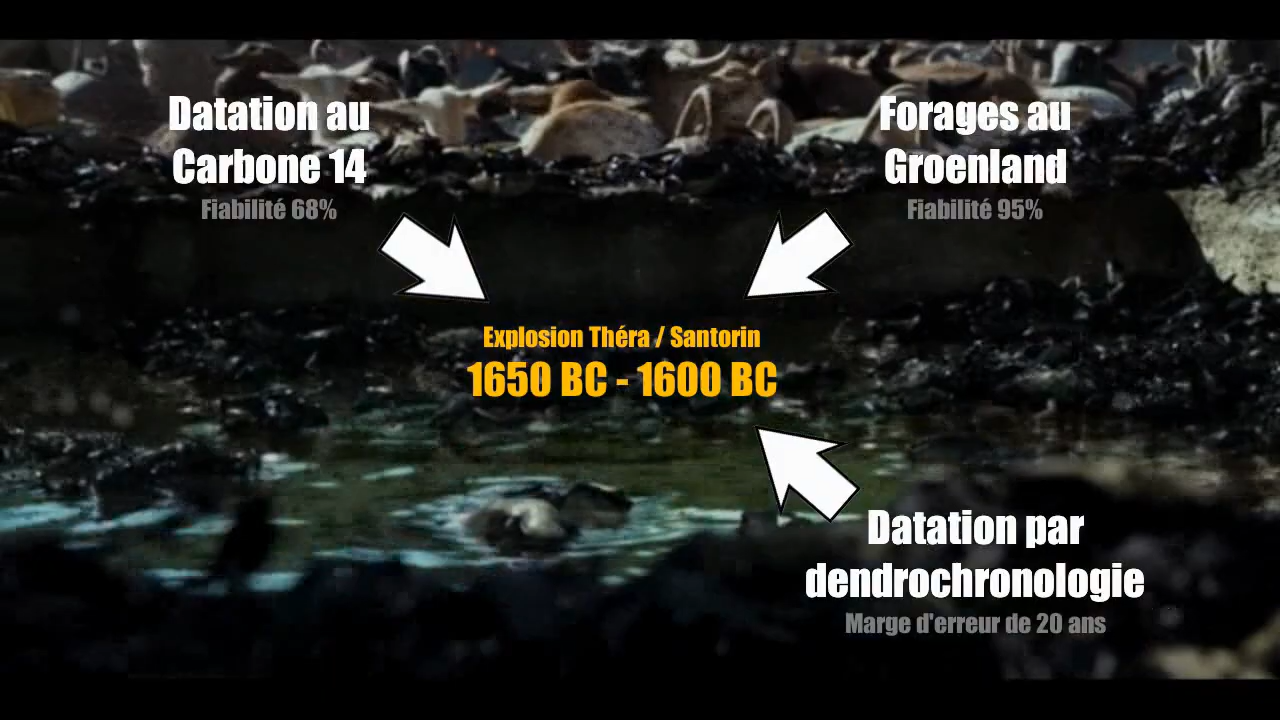 Datation au
Carbone 14
Fiabilité 68%
Forages au
Groenland
Fiabilité 95%
Explosion Théra / Santorin
1650 BC - 1600 BC
Datation par
dendrochronologie
Marge d'erreur de 20 ans